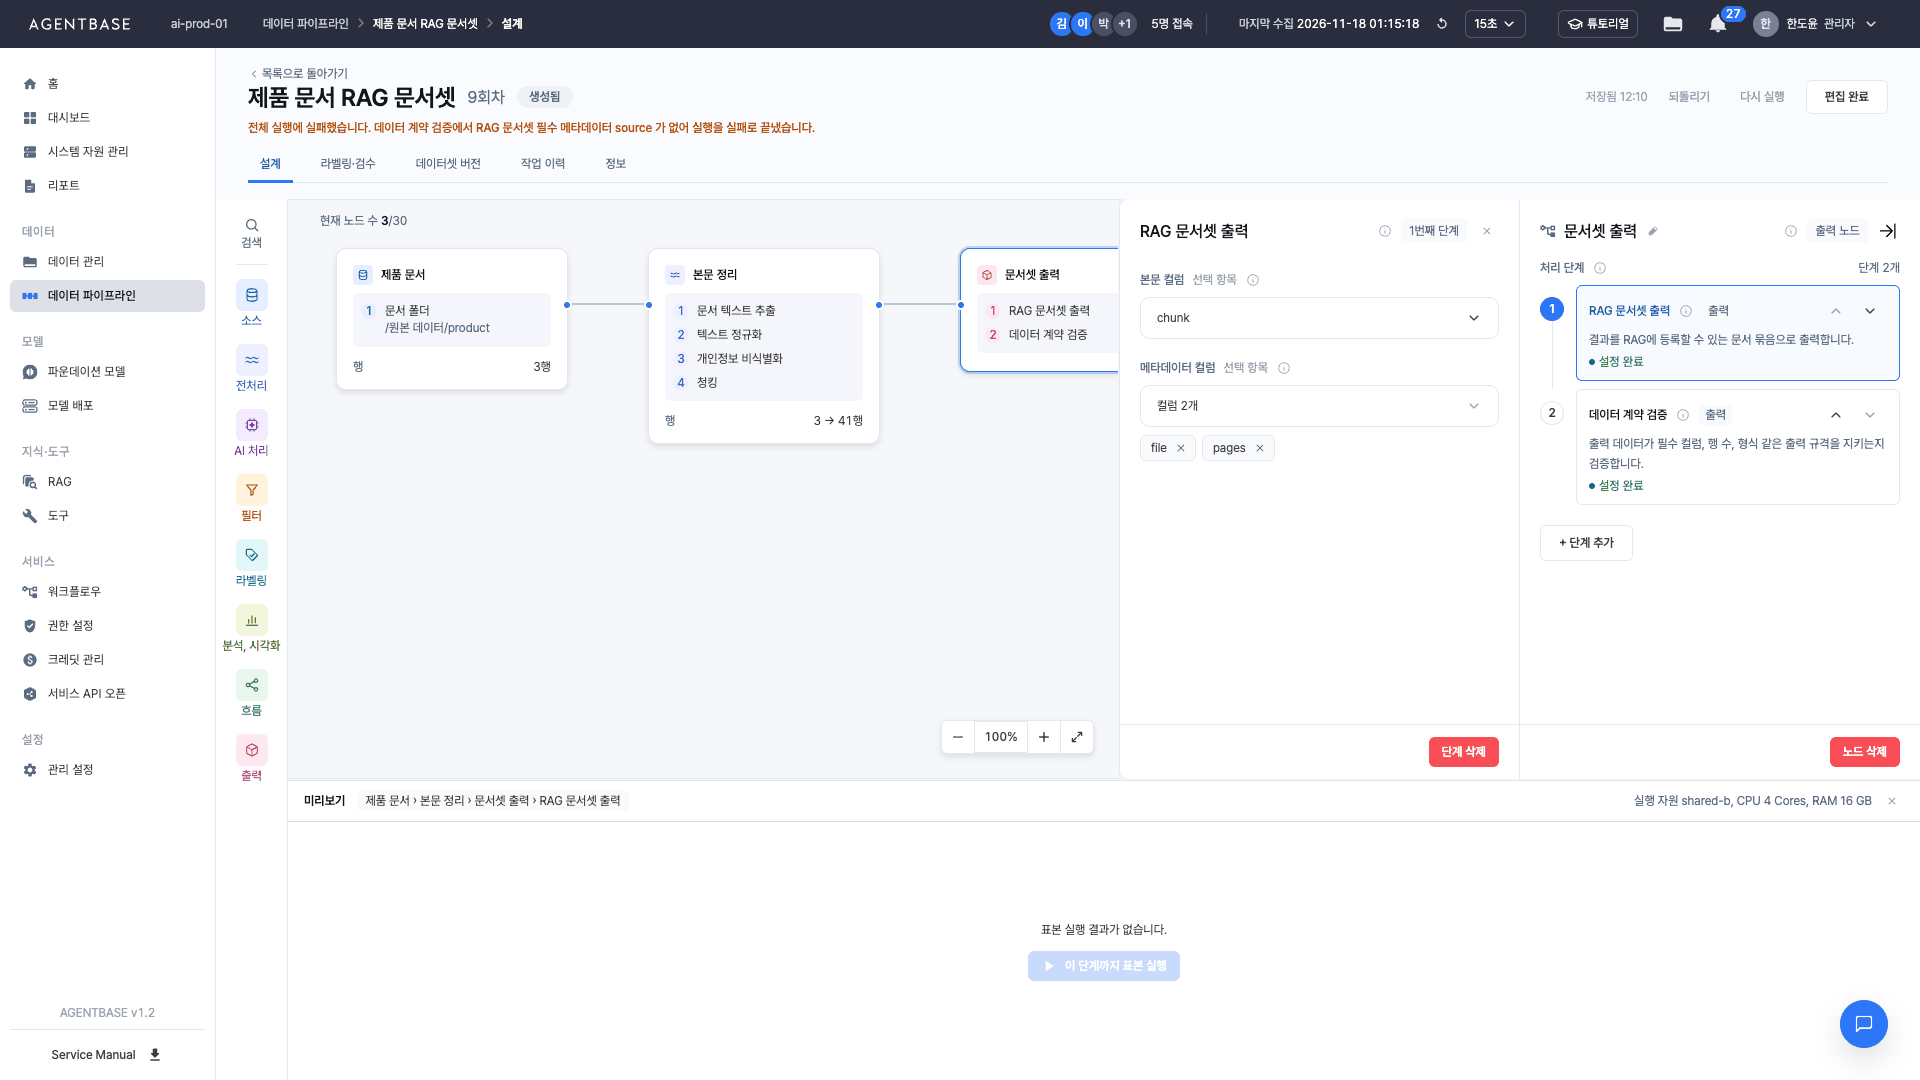 AGENTBASE
ai-prod-01
데이터 파이프라인 > 제품 문서 RAG 문서셋 > 설계
김 이 박 +1 5명 접속
마지막 수집 2026-11-18 01:15:18
15초
튜토리얼
27
한 한도윤 관리자
홈
대시보드
시스템 자원 관리
리포트
데이터
데이터 관리
데이터 파이프라인
모델
파운데이션 모델
모델 배포
지식·도구
RAG
도구
서비스
워크플로우
권한 설정
크레딧 관리
서비스 API 오픈
설정
관리 설정
AGENTBASE v1.2
Service Manual
목록으로 돌아가기
제품 문서 RAG 문서셋 9회차 생성됨
전체 실행에 실패했습니다. 데이터 계약 검증에서 RAG 문서셋 필수 메타데이터 source 가 없어 실행을 실패로 끝냈습니다.
저장됨 12:10 되돌리기 다시 실행 편집 완료
설계 라벨링·검수 데이터셋 버전 작업 이력 정보
검색
소스
전처리
AI 처리
필터
라벨링
분석, 시각화
흐름
출력
현재 노드 수 3/30
제품 문서
1 문서 폴더
/원본 데이터/product
행 3행
본문 정리
1 문서 텍스트 추출
2 텍스트 정규화
3 개인정보 비식별화
4 청킹
행 3 → 41행
문서셋 출력
1 RAG 문서셋 출력
2 데이터 계약 검증
100%
RAG 문서셋 출력 1번째 단계
본문 컬럼 선택 항목
chunk
메타데이터 컬럼 선택 항목
컬럼 2개
file × pages ×
단계 삭제
문서셋 출력 출력 노드
처리 단계 단계 2개
1 RAG 문서셋 출력 출력
결과를 RAG에 등록할 수 있는 문서 묶음으로 출력합니다.
설정 완료
2 데이터 계약 검증 출력
출력 데이터가 필수 컬럼, 행 수, 형식 같은 출력 규격을 지키는지
검증합니다.
설정 완료
+ 단계 추가
노드 삭제
미리보기 제품 문서 › 본문 정리 › 문서셋 출력 › RAG 문서셋 출력
실행 자원 shared-b, CPU 4 Cores, RAM 16 GB
표본 실행 결과가 없습니다.
이 단계까지 표본 실행